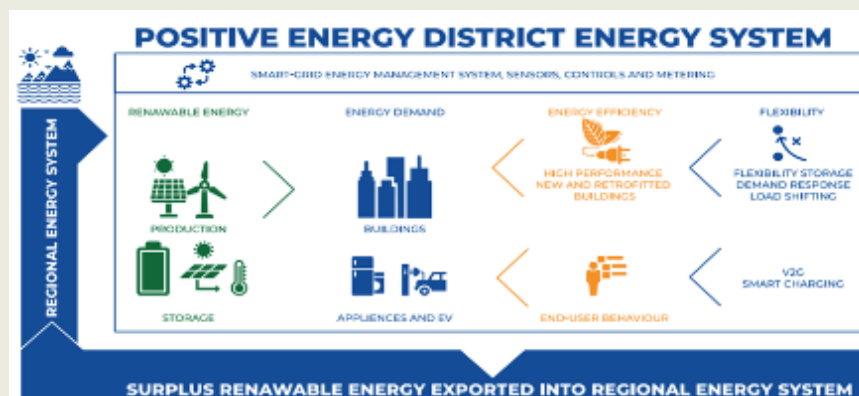 POSITIVE ENERGY DISTRICT ENERGY SYSTEM
SMART-GRID ENERGY MANAGEMENT SYSTEM, SENSORS, CONTROLS AND METERING
REGIONAL ENERGY SYSTEM
RENAWABLE ENERGY
ENERGY DEMAND
ENERGY EFFICIENCY
FLEXIBILITY
PRODUCTION
BUILDINGS
HIGH PERFORMANCE
NEW AND RETROFITTED
BUILDINGS
FLEXIBILITY STORAGE
DEMAND RESPONSE
LOAD SHIFTING
STORAGE
APPLIENCES AND EV
END-USER BEHAVIOUR
V2G
SMART CHARGING
SURPLUS RENAWABLE ENERGY EXPORTED INTO REGIONAL ENERGY SYSTEM